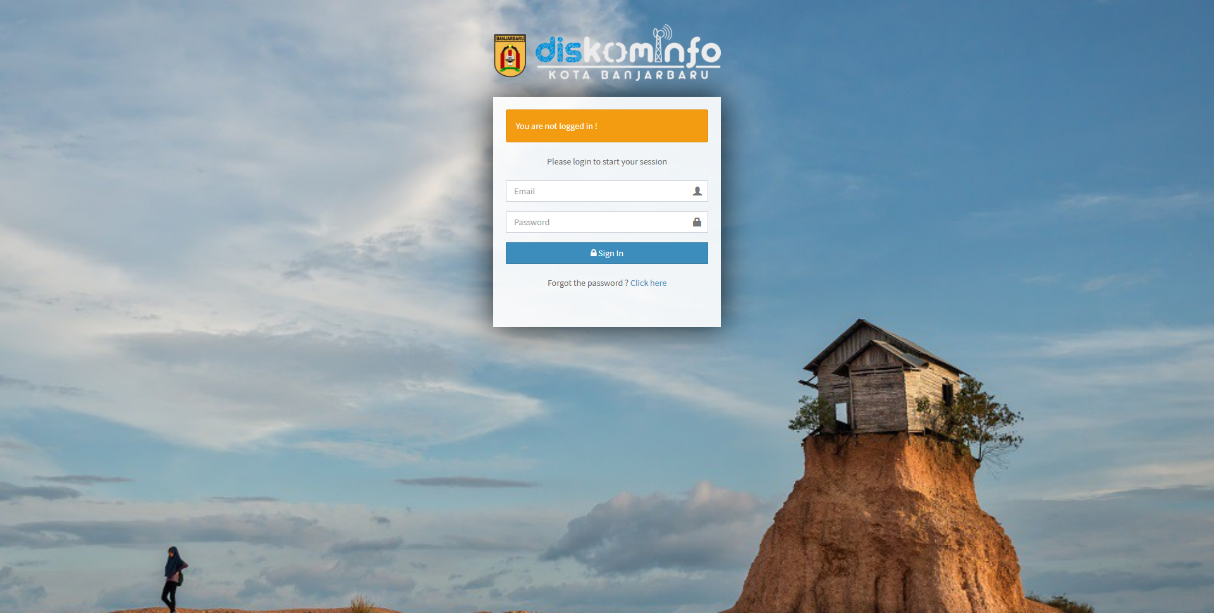 BANJARBARU
diskominfo
KOTA BANJARBARU
You are not logged in !
Please login to start your session
Email
Password
Sign In
Forgot the password ? Click here